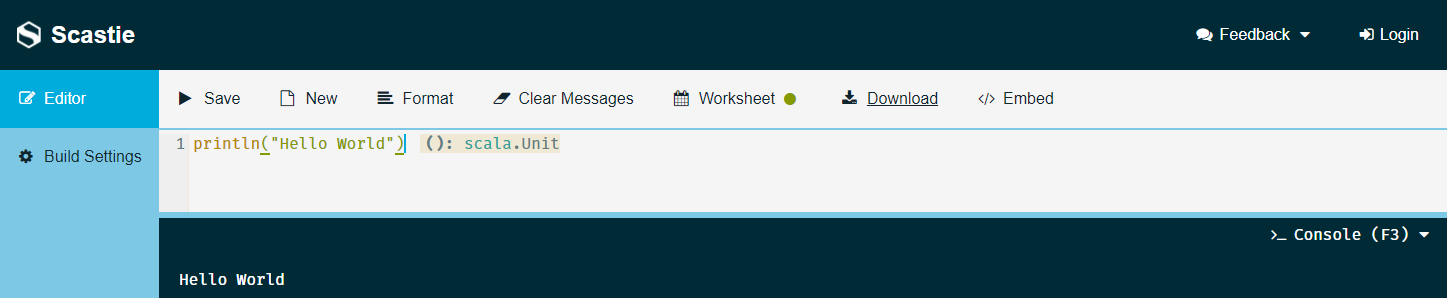 Scastie Feedback Login
Editor Save New Format Clear Messages Worksheet Download </> Embed
1 println("Hello World") (): scala.Unit
Build Settings
>_ Console (F3)
Hello World